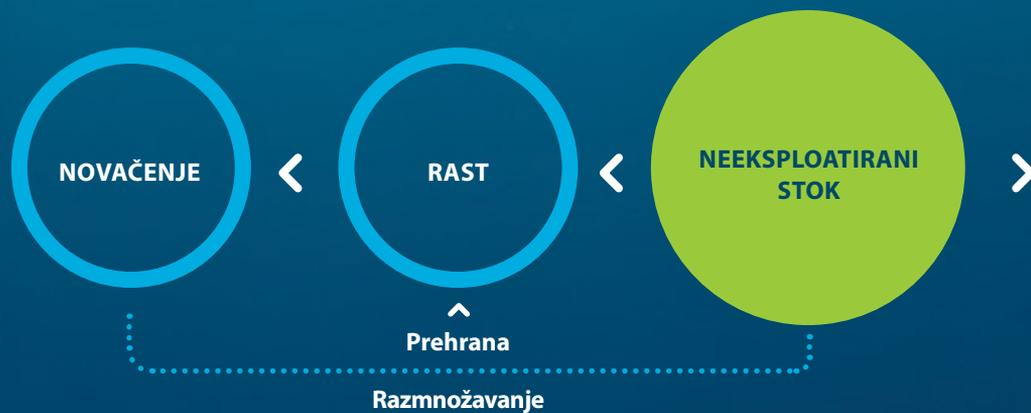 NOVAČENJE
RAST
NEEKSPLOATIRANI
STOK
Prehrana
Razmnožavanje